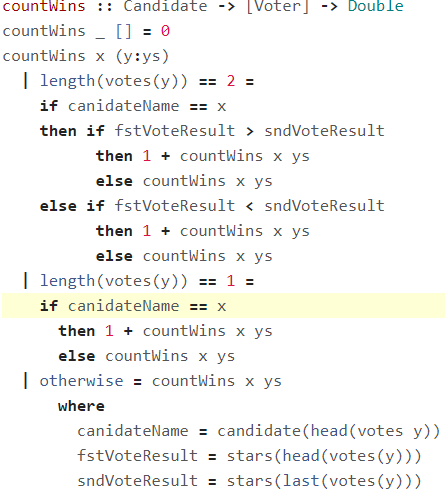 countWins :: Candidate -> [Voter] -> Double
countWins _ [] = 0
countWins x (y:ys)
  | length(votes(y)) == 2 =
    if canidateName == x
    then if fstVoteResult > sndVoteResult
          then 1 + countWins x ys
          else countWins x ys
    else if fstVoteResult < sndVoteResult
          then 1 + countWins x ys
          else countWins x ys
  | length(votes(y)) == 1 =
    if canidateName == x
      then 1 + countWins x ys
      else countWins x ys
  | otherwise = countWins x ys
      where
        canidateName = candidate(head(votes y))
        fstVoteResult = stars(head(votes(y)))
        sndVoteResult = stars(last(votes(y)))